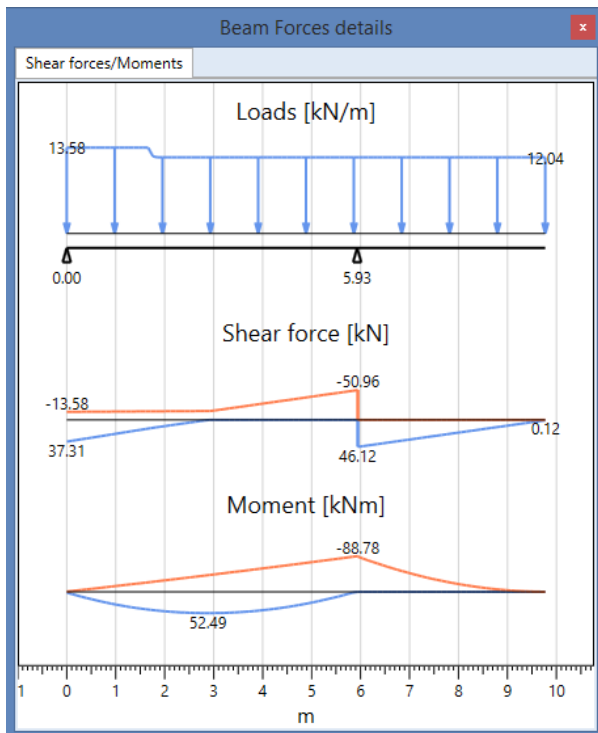 Beam Forces details
x
Shear forces/Moments
Loads [kN/m]
13.58
12.04
0.00
5.93
Shear force [kN]
-50.96
-13.58
0.12
37.31
46.12
Moment [kNm]
-88.78
52.49
1 0 1 2 3 4 5 6 7 8 9 10
m